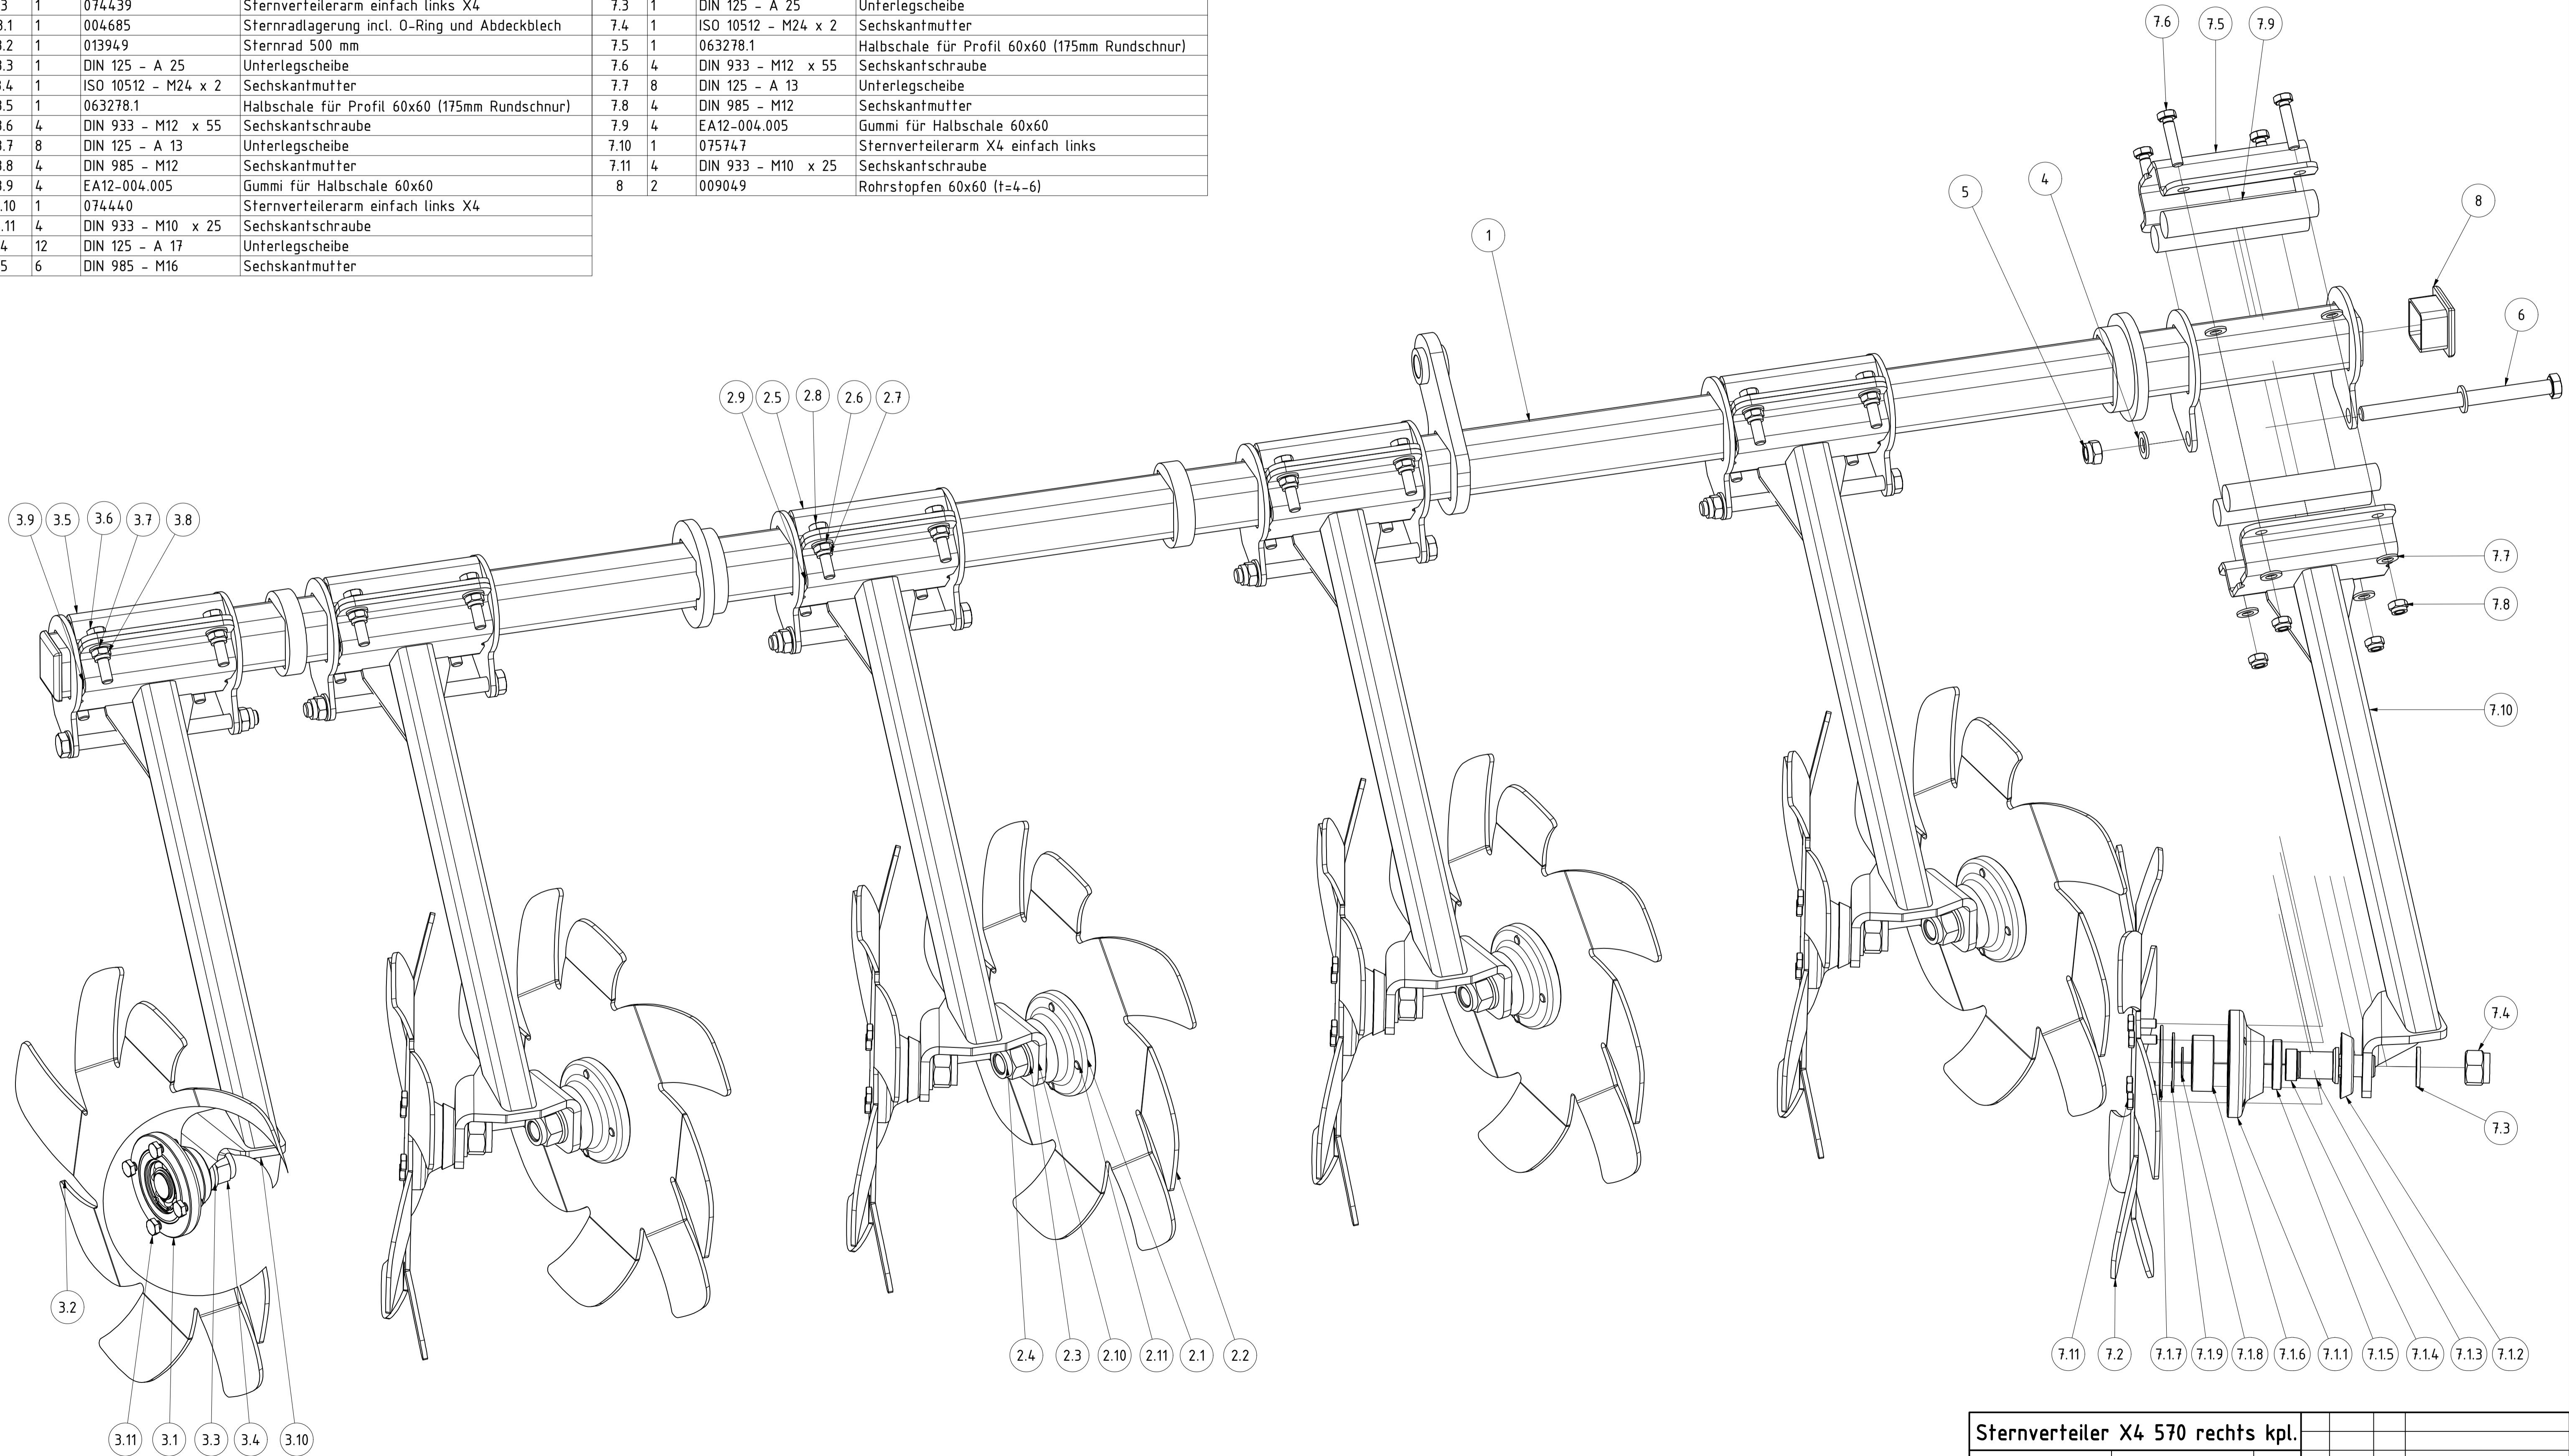 3 1 074439 Sternverteilerarm einfach links X4
3.1 1 004685 Sternradlagerung incl. O-Ring und Abdeckblech
3.2 1 013949 Sternrad 500 mm
3.3 1 DIN 125 - A 25 Unterlegscheibe
3.4 1 ISO 10512 - M24 x 2 Sechskantmutter
3.5 1 063278.1 Halbschale für Profil 60x60 (175mm Rundschnur)
3.6 4 DIN 933 - M12 x 55 Sechskantschraube
3.7 8 DIN 125 - A 13 Unterlegscheibe
3.8 4 DIN 985 - M12 Sechskantmutter
3.9 4 EA12-004.005 Gummi für Halbschale 60x60
.10 1 074440 Sternverteilerarm einfach links X4
.11 4 DIN 933 - M10 x 25 Sechskantschraube
4 12 DIN 125 - A 17 Unterlegscheibe
5 6 DIN 985 - M16 Sechskantmutter
7.3 1 DIN 125 - A 25 Unterlegscheibe
7.4 1 ISO 10512 - M24 x 2 Sechskantmutter
7.5 1 063278.1 Halbschale für Profil 60x60 (175mm Rundschnur)
7.6 4 DIN 933 - M12 x 55 Sechskantschraube
7.7 8 DIN 125 - A 13 Unterlegscheibe
7.8 4 DIN 985 - M12 Sechskantmutter
7.9 4 EA12-004.005 Gummi für Halbschale 60x60
7.10 1 075747 Sternverteilerarm X4 einfach links
7.11 4 DIN 933 - M10 x 25 Sechskantschraube
8 2 009049 Rohrstopfen 60x60 (t=4-6)
7.6 7.5 7.9
5 4 8
1
6
2.9 2.5 2.8 2.6 2.7
3.9 3.5 3.6 3.7 3.8
7.7
7.8
7.10
7.4
7.3
3.2
2.4 2.3 2.10 2.11 2.1 2.2
7.11 7.2 7.1.7 7.1.9 7.1.8 7.1.6 7.1.1 7.1.5 7.1.4 7.1.3 7.1.2
3.11 3.1 3.3 3.4 3.10
Sternverteiler X4 570 rechts kpl.